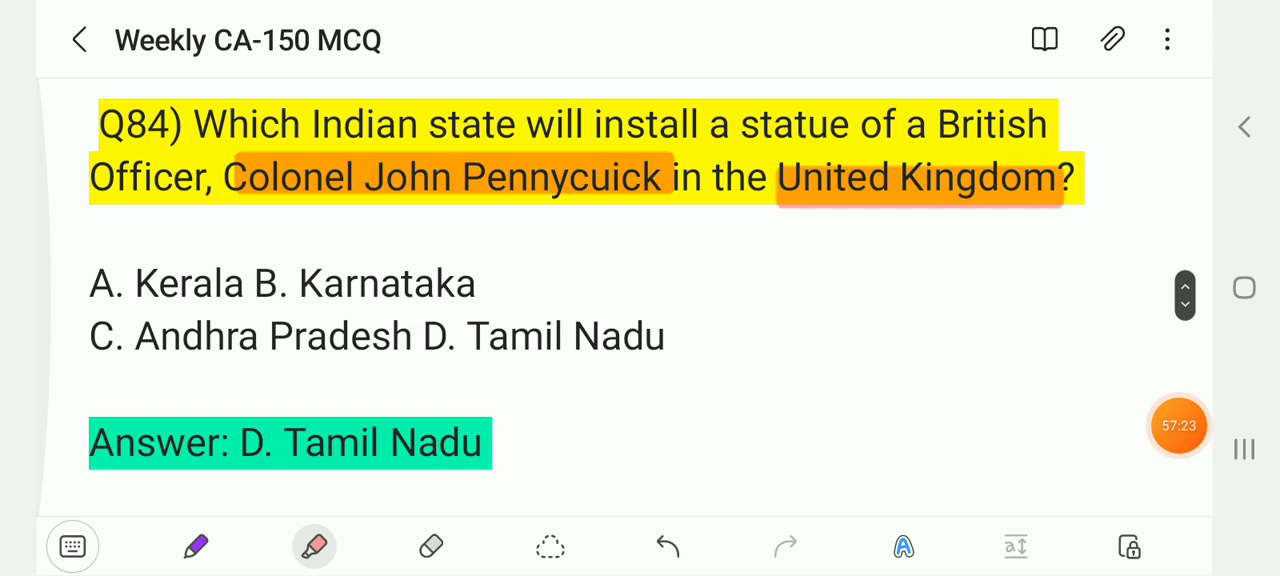 Weekly CA-150 MCQ
Q84) Which Indian state will install a statue of a British
Officer, Colonel John Pennycuick in the United Kingdom?
A. Kerala B. Karnataka
C. Andhra Pradesh D. Tamil Nadu
57:23
Answer: D. Tamil Nadu
A a